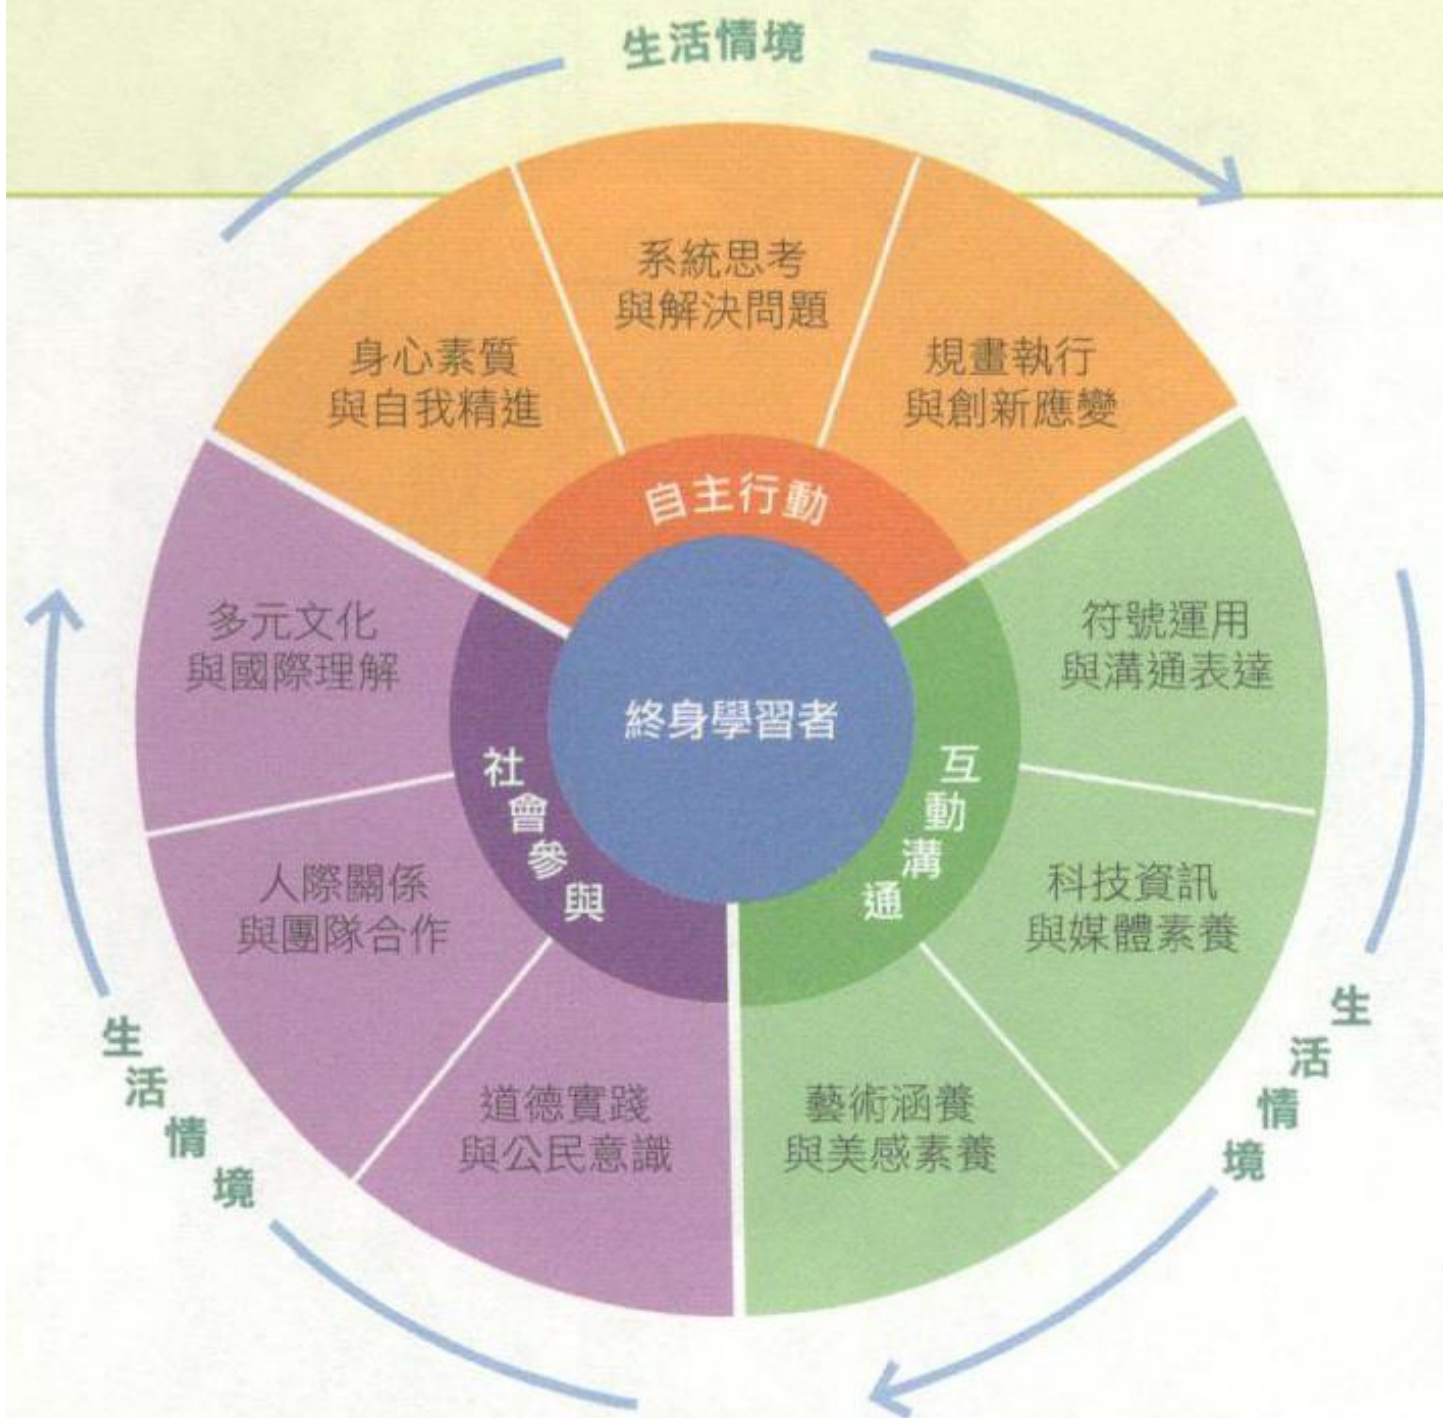 生活情境
系統思考
與解決問題
身心素質
與自我精進
規畫執行
與創新應變
自主行動
多元文化
與國際理解
符號運用
與溝通表達
終身學習者
社會參與
互動溝通
人際關係
與團隊合作
科技資訊
與媒體素養
生活情境
生活情境
道德實踐
與公民意識
藝術涵養
與美感素養